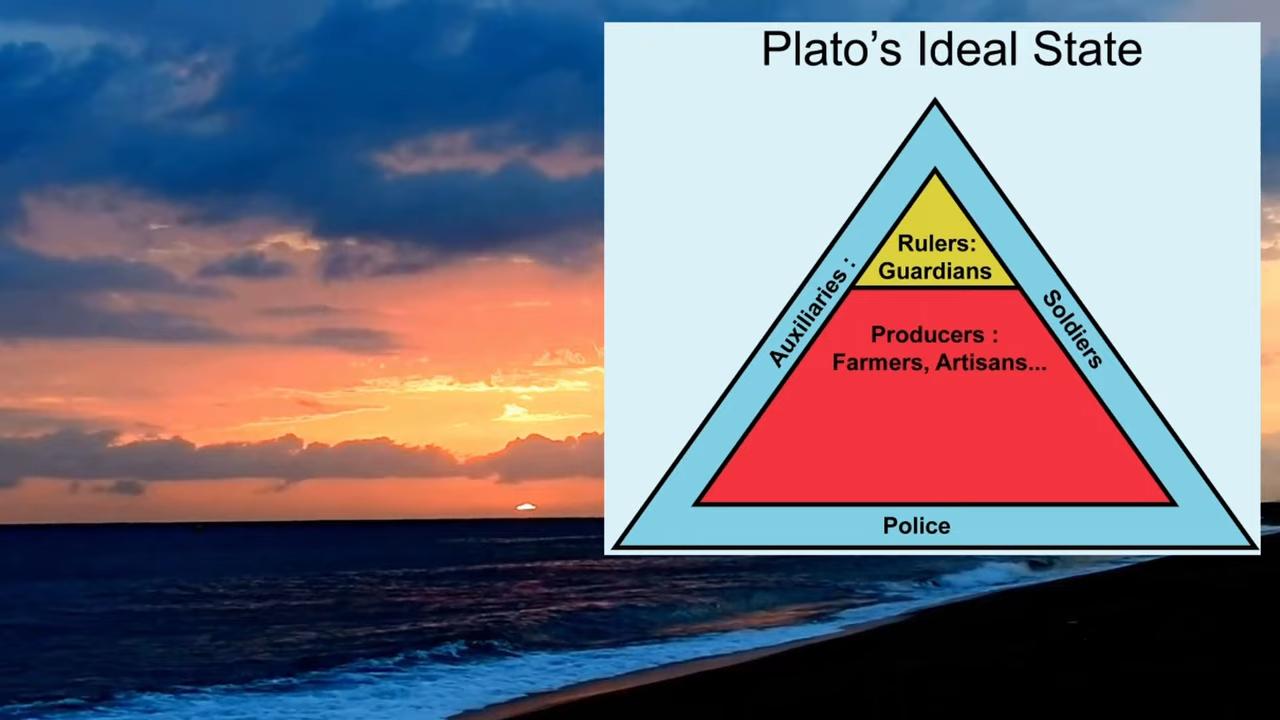 Plato’s Ideal State
Rulers:
Guardians
Auxiliaries :
Soldiers
Producers :
Farmers, Artisans...
Police